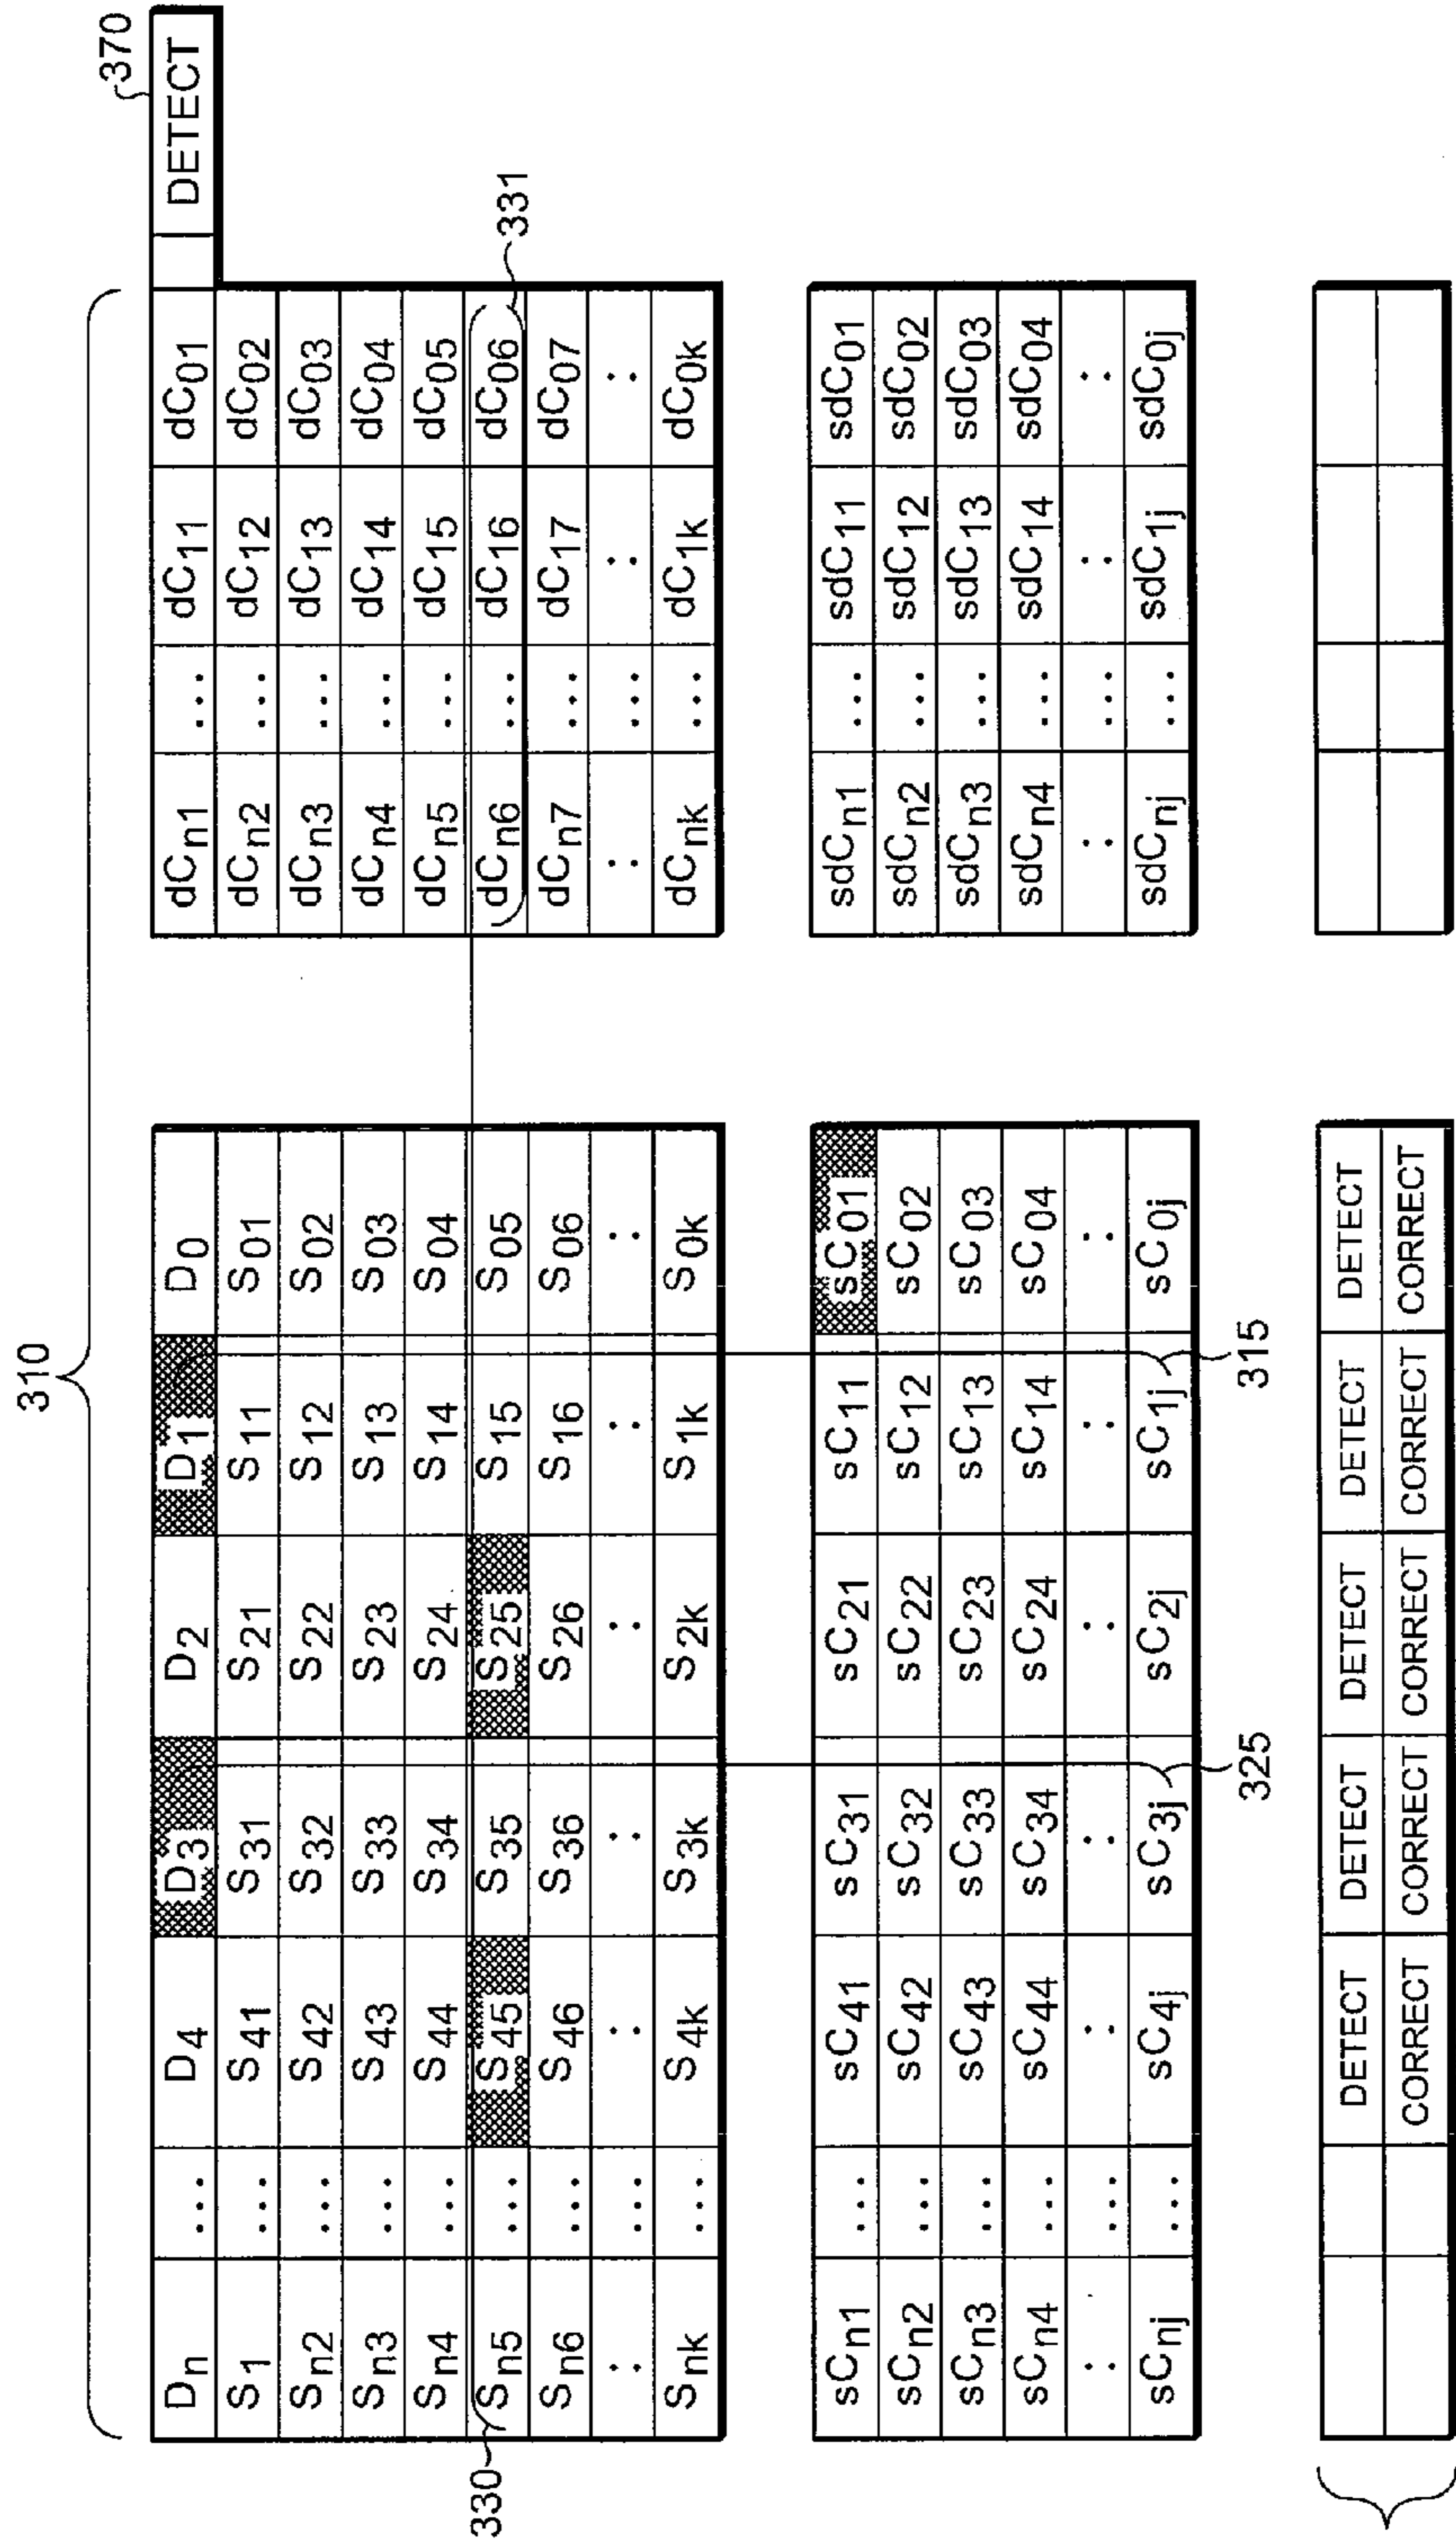 310
370
Dn ... D4 D3 D2 D1 D0 dCn1 ... dC11 dC01 DETECT
S1 ... S41 S31 S21 S11 S01 dCn2 ... dC12 dC02
Sn2 ... S42 S32 S22 S12 S02 dCn3 ... dC13 dC03
Sn3 ... S43 S33 S23 S13 S03 dCn4 ... dC14 dC04
Sn4 ... S44 S34 S24 S14 S04 dCn5 ... dC15 dC05
330 Sn5 ... S45 S35 S25 S15 S05 dCn6 ... dC16 dC06 331
Sn6 ... S46 S36 S26 S16 S06 dCn7 ... dC17 dC07
: ... : : : : : : ... : :
Snk ... S4k S3k S2k S1k S0k dCnk ... dC1k dC0k
sCn1 ... sC41 sC31 sC21 sC11 sC01 sdCn1 ... sdC11 sdC01
sCn2 ... sC42 sC32 sC22 sC12 sC02 sdCn2 ... sdC12 sdC02
sCn3 ... sC43 sC33 sC23 sC13 sC03 sdCn3 ... sdC13 sdC03
sCn4 ... sC44 sC34 sC24 sC14 sC04 sdCn4 ... sdC14 sdC04
: ... : : : : : : ... : :
sCnj ... sC4j sC3j sC2j sC1j sC0j sdCnj ... sdC1j sdC0j
325 315
DETECT DETECT DETECT DETECT DETECT
CORRECT CORRECT CORRECT CORRECT CORRECT